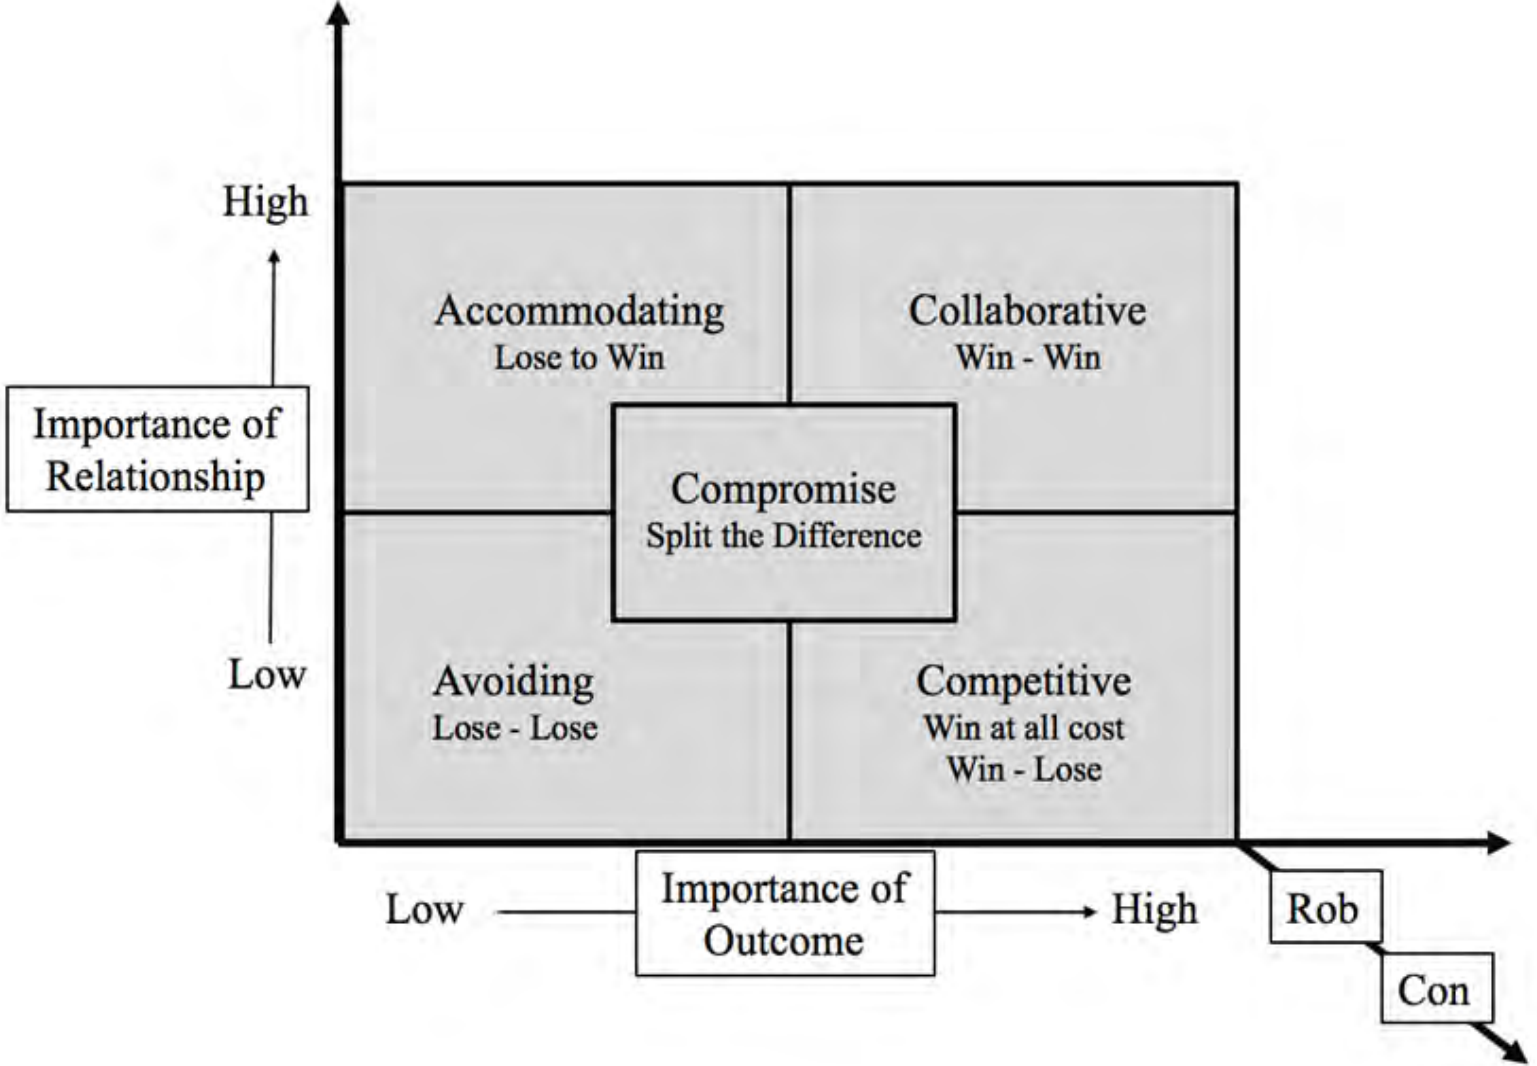 High
Accommodating
Lose to Win
Collaborative
Win - Win
Importance of
Relationship
Compromise
Split the Difference
Low
Avoiding
Lose - Lose
Competitive
Win at all cost
Win - Lose
Low
Importance of
Outcome
High
Rob
Con